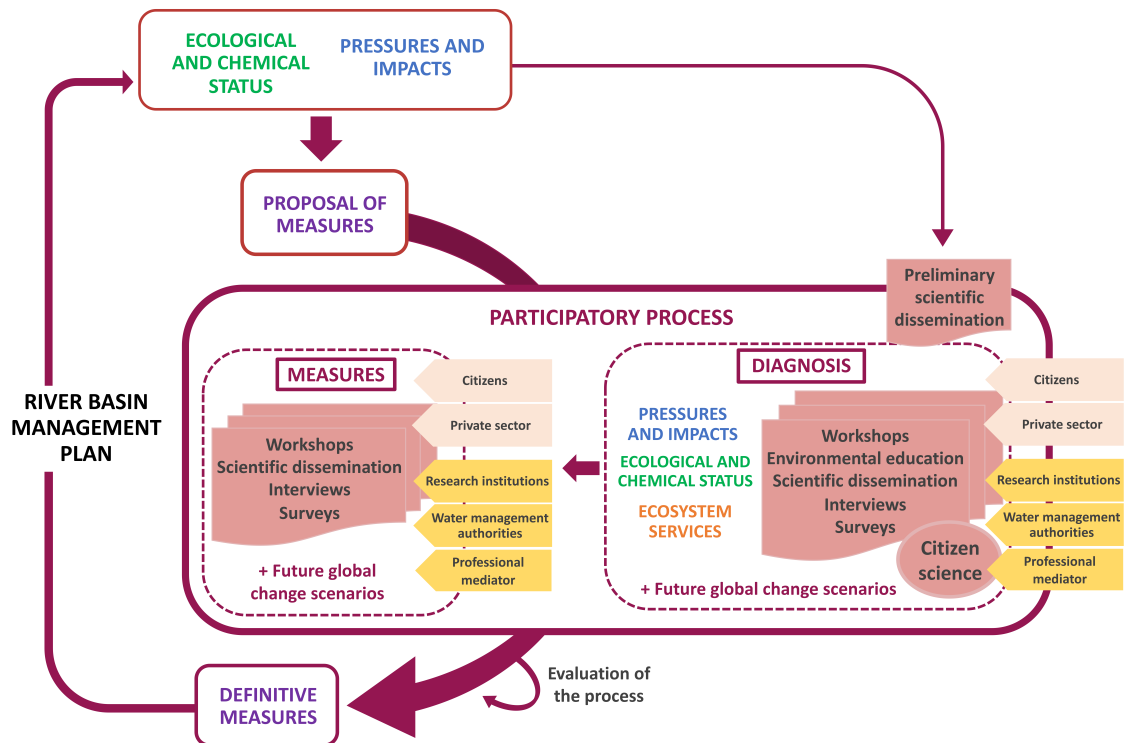 ECOLOGICAL
AND CHEMICAL
STATUS
PRESSURES AND
IMPACTS
PROPOSAL OF
MEASURES
Preliminary
scientific
dissemination
PARTICIPATORY PROCESS
MEASURES
Citizens
Private sector
Workshops
Scientific dissemination
Interviews
Surveys
Research institutions
Water management
authorities
Professional
mediator
+ Future global
change scenarios
DIAGNOSIS
PRESSURES
AND IMPACTS
ECOLOGICAL AND
CHEMICAL STATUS
ECOSYSTEM
SERVICES
Workshops
Environmental education
Scientific dissemination
Interviews
Surveys
Citizen
science
Citizens
Private sector
Research institutions
Water management
authorities
Professional
mediator
+ Future global change scenarios
RIVER BASIN
MANAGEMENT
PLAN
Evaluation of
the process
DEFINITIVE
MEASURES